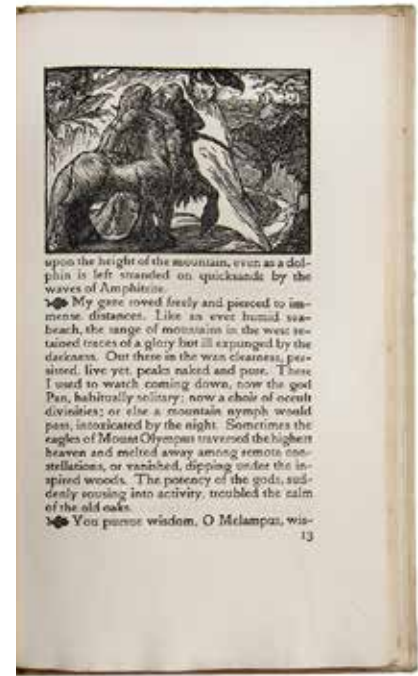 upon the height of the mountain, even as a dol-
phin is left stranded on quicksands by the
waves of Amphitrite.
My gaze roved freely and pierced to im-
mense distances. Like an ever humid sea-
beach, the range of mountains in the west re-
tained traces of a glory but ill expunged by the
darkness. Out there in the wan clearness, per-
sisted, live yet, peaks naked and pure. There
I used to watch coming down, now the god
Pan, habitually solitary; now a choir of occult
divinities; or else a mountain nymph would
pass, intoxicated by the night. Sometimes the
eagles of Mount Olympus traversed the highest
heaven and melted away among remote con-
stellations, or vanished, dipping under the in-
spired woods. The potency of the gods, sud-
denly rousing into activity, troubled the calm
of the old oaks.
You pursue wisdom, O Melampus, wis-
13